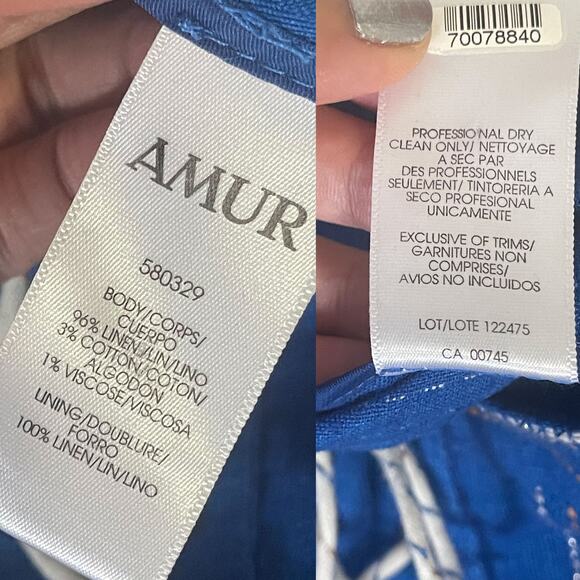 AMUR
580329
BODY/CORPS/
CUERPO
96% LINEN/LIN/LINO
3% COTTON/COTON/
ALGODON
1% VISCOSE/VISCOSA
LINING/DOUBLURE/
FORRO
100% LINEN/LIN/LINO
70078840
PROFESSIONAL DRY
CLEAN ONLY/ NETTOYAGE
A SEC PAR
DES PROFESSIONNELS
SEULEMENT/ TINTORERIA A
SECO PROFESIONAL
UNICAMENTE
EXCLUSIVE OF TRIMS/
GARNITURES NON
COMPRISES/
AVIOS NO INCLUIDOS
LOT/LOTE 122475
CA 00745